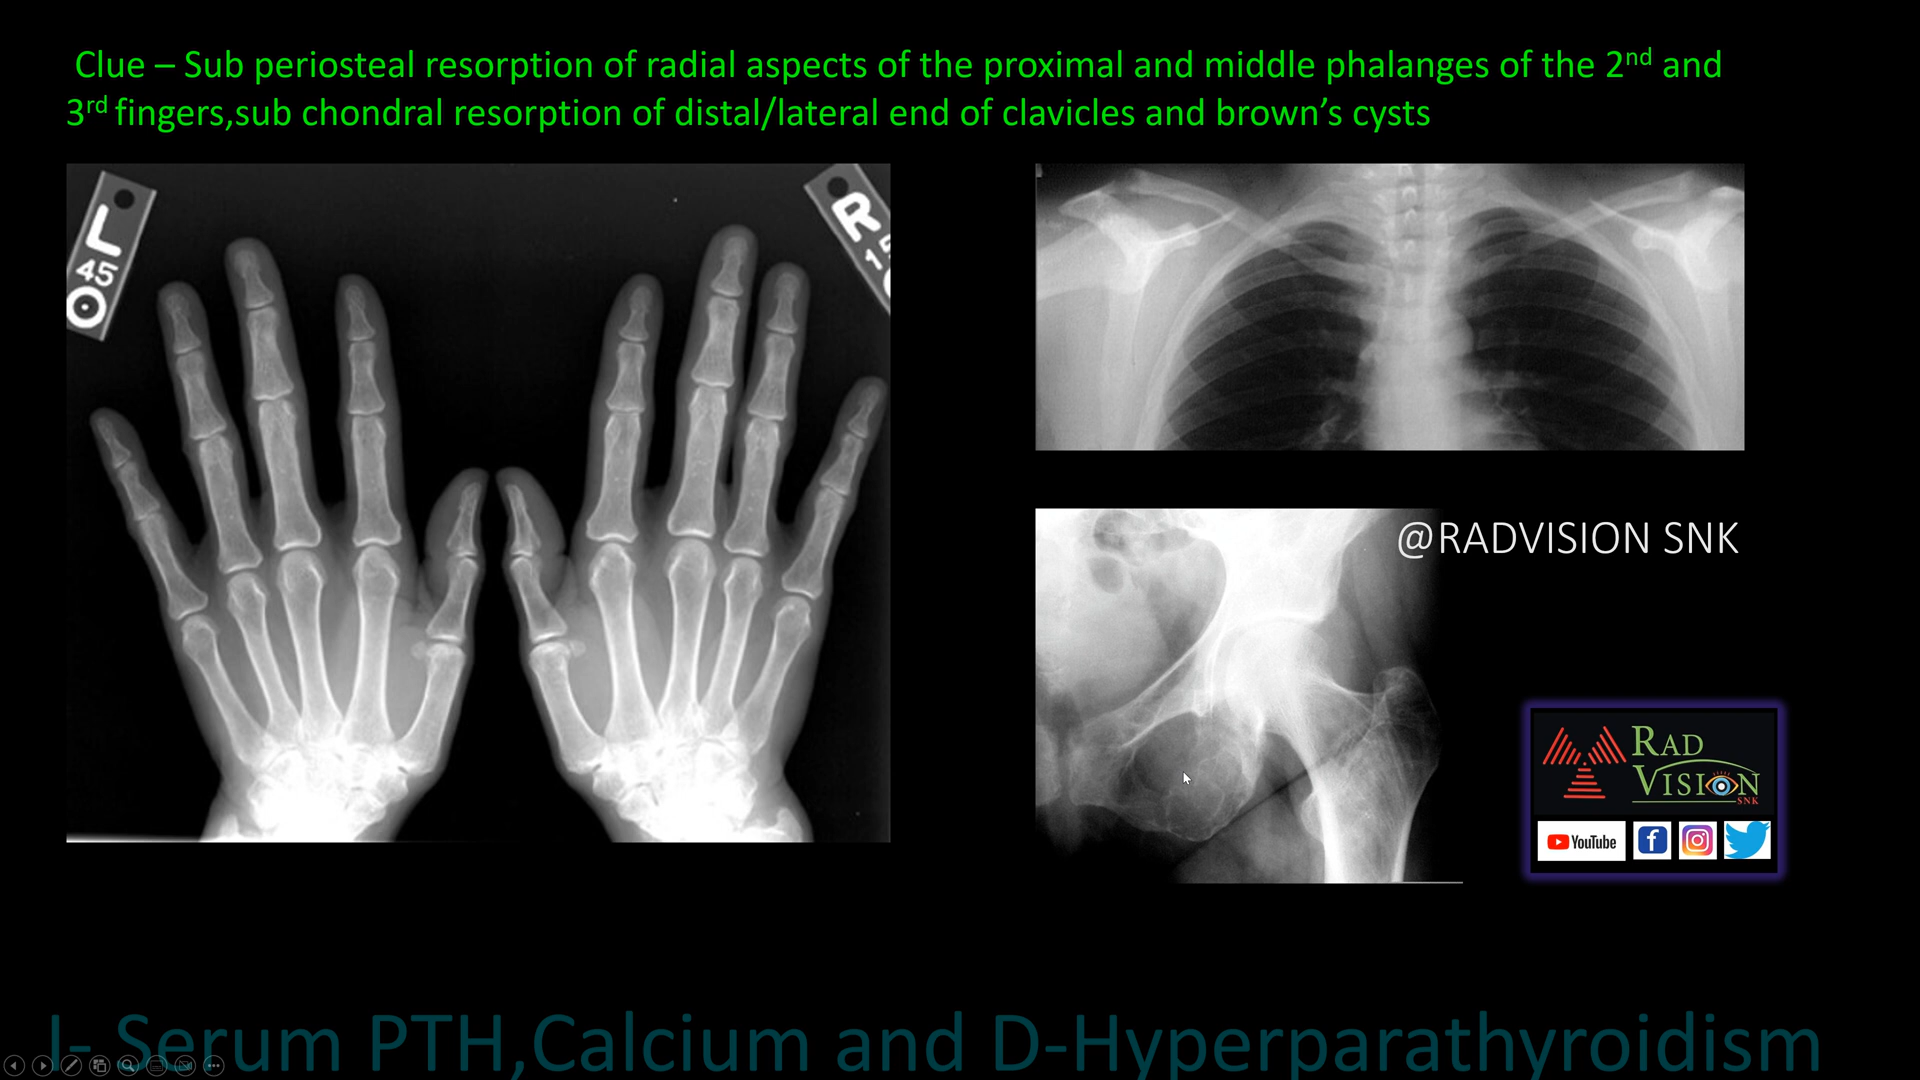 Clue – Sub periosteal resorption of radial aspects of the proximal and middle phalanges of the 2nd and
3rd fingers,sub chondral resorption of distal/lateral end of clavicles and brown’s cysts
L
45
O
R
1
@RADVISION SNK
RAD
VISION
SNK
YouTube
I- Serum PTH,Calcium and D-Hyperparathyroidism